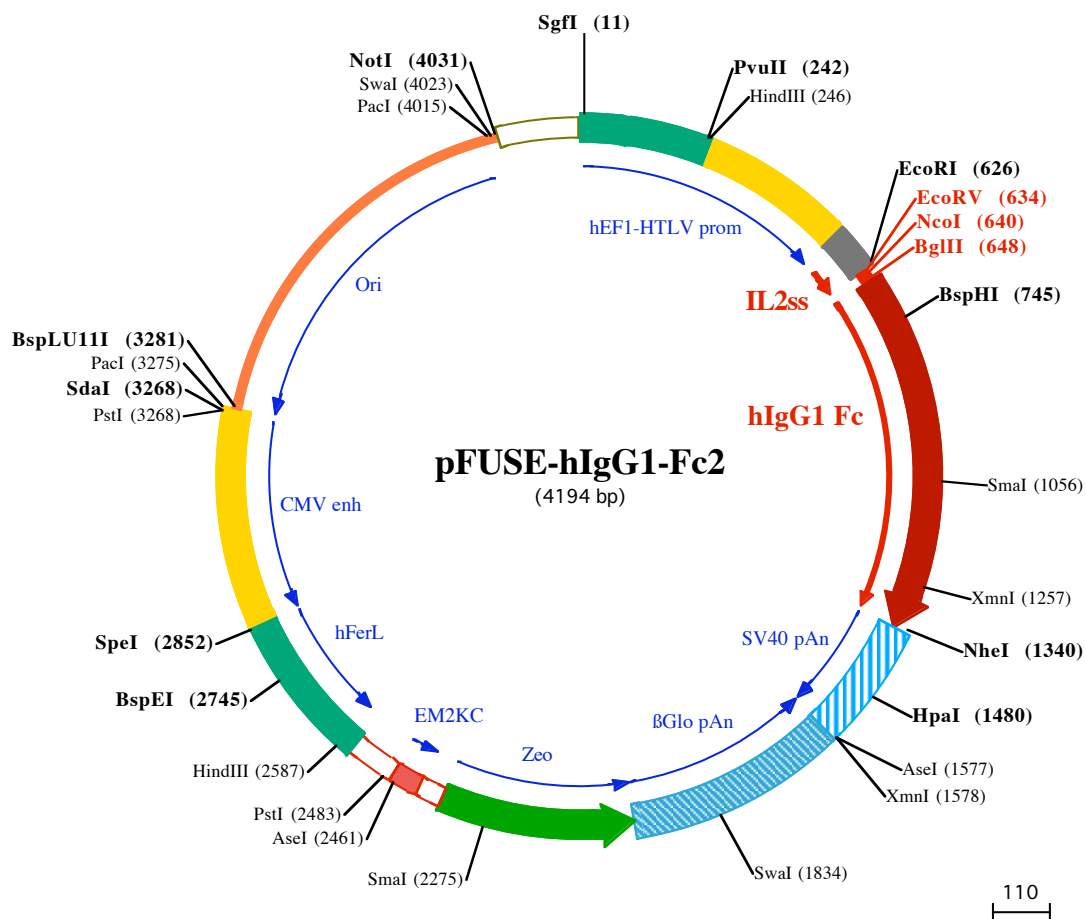 SgfI (11)
NotI (4031)
SwaI (4023)
PacI (4015)
PvuII (242)
HindIII (246)
EcoRI (626)
EcoRV (634)
NcoI (640)
BglII (648)
BspHI (745)
hEF1-HTLV prom
IL2ss
Ori
BspLU11I (3281)
PacI (3275)
SdaI (3268)
PstI (3268)
hIgG1 Fc
pFUSE-hIgG1-Fc2
(4194 bp)
SmaI (1056)
CMV enh
XmnI (1257)
NheI (1340)
SV40 pAn
hFerL
SpeI (2852)
BspEI (2745)
HpaI (1480)
EM2KC
ßGlo pAn
Zeo
HindIII (2587)
AseI (1577)
XmnI (1578)
PstI (2483)
AseI (2461)
SmaI (2275)
SwaI (1834)
110